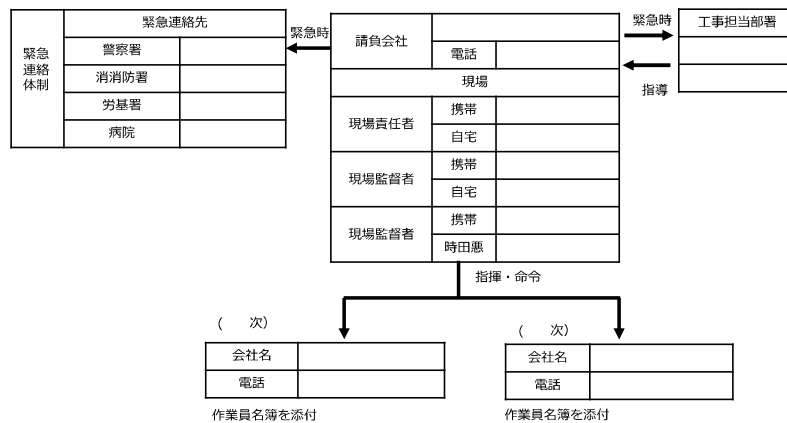 緊急連絡体制
緊急連絡先
警察署
消消防署
労基署
病院
緊急時
請負会社
電話
現場
現場責任者
携帯
自宅
現場監督者
携帯
自宅
現場監督者
携帯
時田悪
緊急時
指導
工事担当部署
指揮・命令
(　　次)
会社名
電話
作業員名簿を添付
(　　次)
会社名
電話
作業員名簿を添付